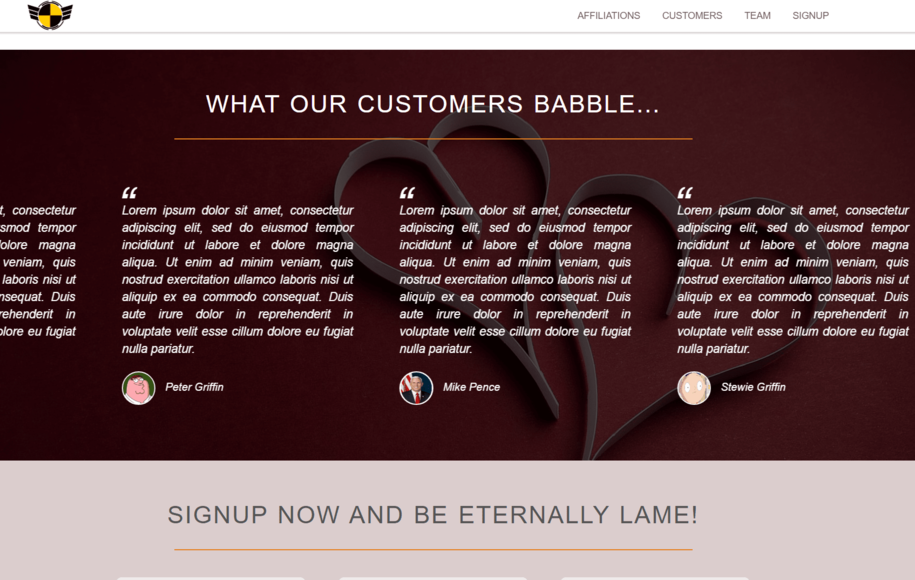 AFFILIATIONS CUSTOMERS TEAM SIGNUP
WHAT OUR CUSTOMERS BABBLE...
t, consectetur
smod tempor
olore magna
veniam, quis
laboris nisi ut
nsequat. Duis
rehenderit in
olore eu fugiat
“
Lorem ipsum dolor sit amet, consectetur
adipiscing elit, sed do eiusmod tempor
incididunt ut labore et dolore magna
aliqua. Ut enim ad minim veniam, quis
nostrud exercitation ullamco laboris nisi ut
aliquip ex ea commodo consequat. Duis
aute irure dolor in reprehenderit in
voluptate velit esse cillum dolore eu fugiat
nulla pariatur.
Peter Griffin
“
Lorem ipsum dolor sit amet, consectetur
adipiscing elit, sed do eiusmod tempor
incididunt ut labore et dolore magna
aliqua. Ut enim ad minim veniam, quis
nostrud exercitation ullamco laboris nisi ut
aliquip ex ea commodo consequat. Duis
aute irure dolor in reprehenderit in
voluptate velit esse cillum dolore eu fugiat
nulla pariatur.
Mike Pence
“
Lorem ipsum dolor sit amet, consectetur
adipiscing elit, sed do eiusmod tempor
incididunt ut labore et dolore magna
aliqua. Ut enim ad minim veniam, quis
nostrud exercitation ullamco laboris nisi ut
aliquip ex ea commodo consequat. Duis
aute irure dolor in reprehenderit in
voluptate velit esse cillum dolore eu fugiat
nulla pariatur.
Stewie Griffin
SIGNUP NOW AND BE ETERNALLY LAME!